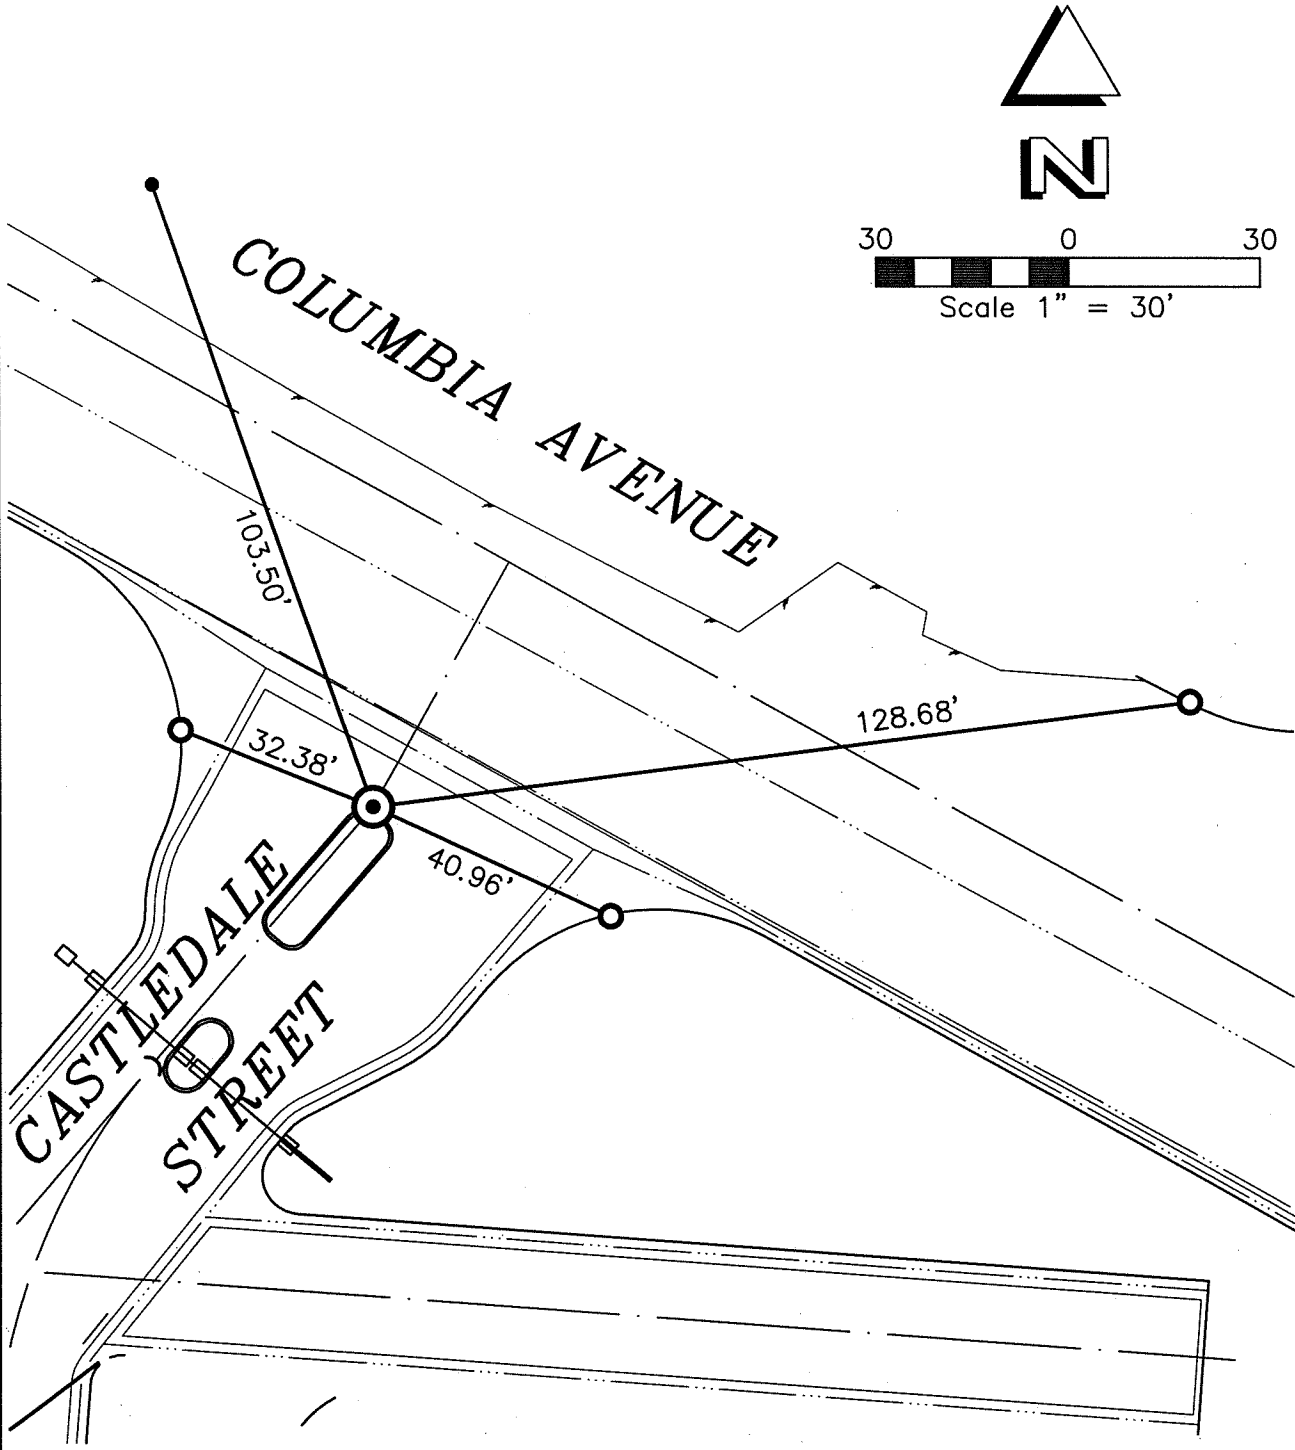 N
30 0 30
Scale 1" = 30'
COLUMBIA AVENUE
103.50'
128.68'
32.38'
40.96'
CASTLEDALE
STREET